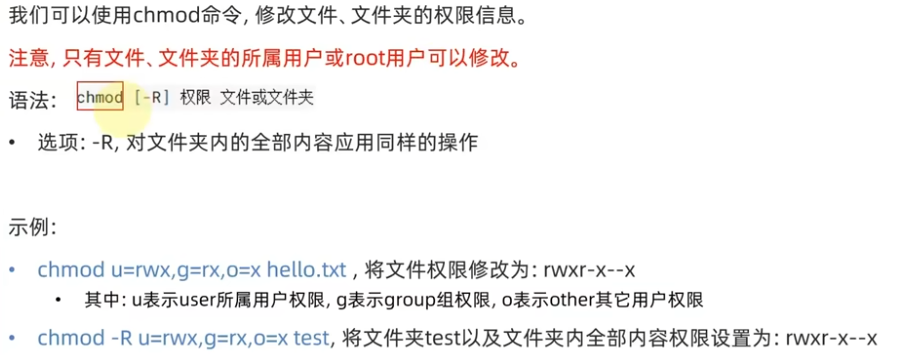 我们可以使用chmod命令, 修改文件、文件夹的权限信息。
注意, 只有文件、文件夹的所属用户或root用户可以修改。
语法: chmod [-R] 权限 文件或文件夹
• 选项: -R, 对文件夹内的全部内容应用同样的操作
示例:
• chmod u=rwx,g=rx,o=x hello.txt , 将文件权限修改为: rwxr-x--x
• 其中: u表示user所属用户权限, g表示group组权限, o表示other其它用户权限
• chmod -R u=rwx,g=rx,o=x test, 将文件夹test以及文件夹内全部内容权限设置为: rwxr-x--x